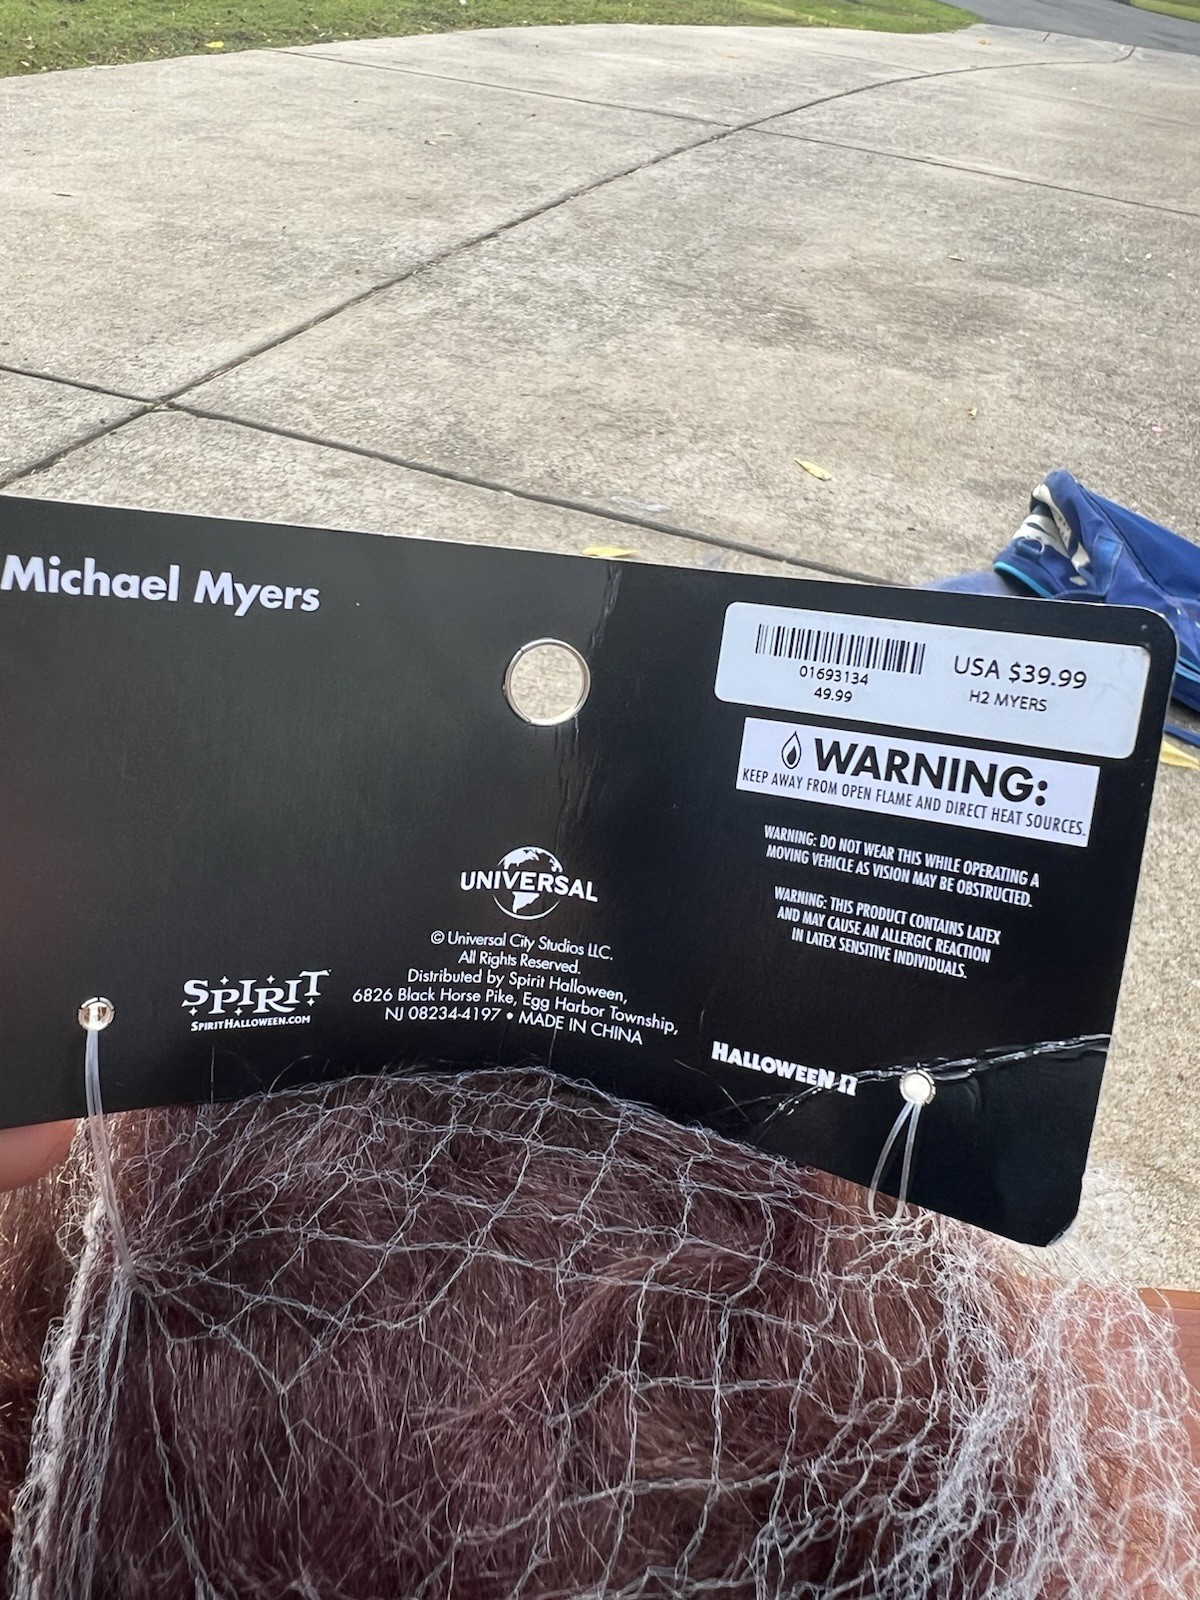 Michael Myers
01693134
49.99
USA $39.99
H2 MYERS
WARNING:
KEEP AWAY FROM OPEN FLAME AND DIRECT HEAT SOURCES.
WARNING: DO NOT WEAR THIS WHILE OPERATING A
MOVING VEHICLE AS VISION MAY BE OBSTRUCTED.
WARNING: THIS PRODUCT CONTAINS LATEX
AND MAY CAUSE AN ALLERGIC REACTION
IN LATEX SENSITIVE INDIVIDUALS.
UNIVERSAL
© Universal City Studios LLC.
All Rights Reserved.
Distributed by Spirit Halloween,
6826 Black Horse Pike, Egg Harbor Township,
NJ 08234-4197 • MADE IN CHINA
SPIRIT
SPIRITHALLOWEEN.COM
HALLOWEEN II